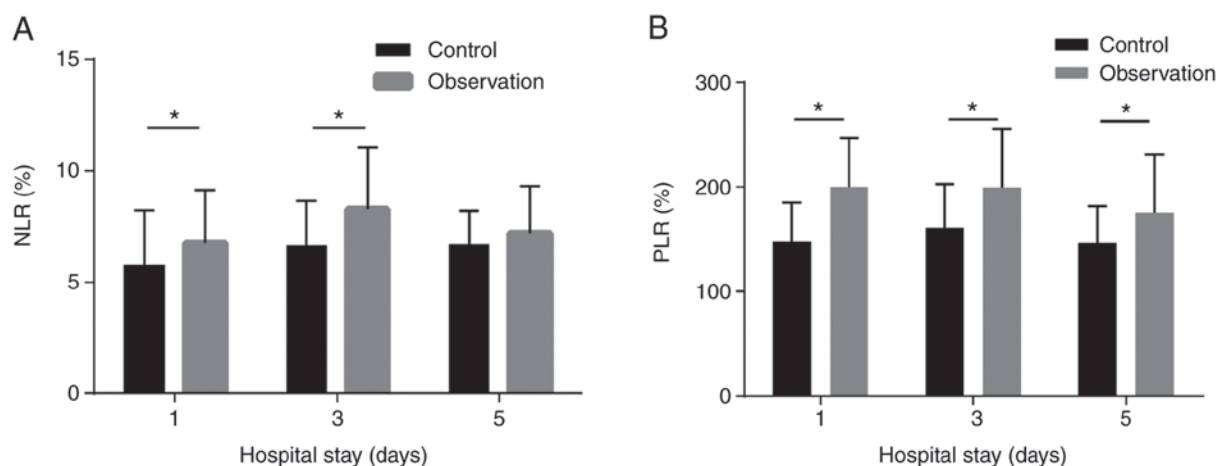 A
Control
Observation
15
10
5
0
NLR (%)
*
*
1
3
5
Hospital stay (days)
B
Control
Observation
300
200
100
0
PLR (%)
*
*
*
1
3
5
Hospital stay (days)